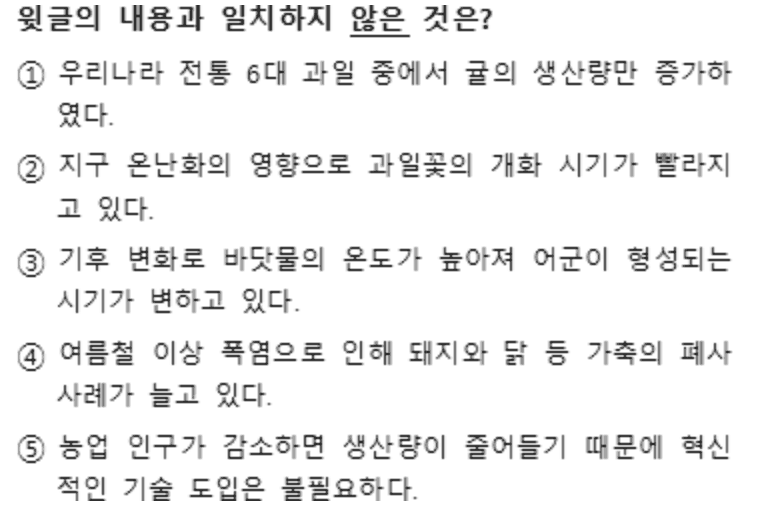 윗글의 내용과 일치하지 않은 것은?
① 우리나라 전통 6대 과일 중에서 귤의 생산량만 증가하
였다.
② 지구 온난화의 영향으로 과일꽃의 개화 시기가 빨라지
고 있다.
③ 기후 변화로 바닷물의 온도가 높아져 어군이 형성되는
시기가 변하고 있다.
④ 여름철 이상 폭염으로 인해 돼지와 닭 등 가축의 폐사
사례가 늘고 있다.
⑤ 농업 인구가 감소하면 생산량이 줄어들기 때문에 혁신
적인 기술 도입은 불필요하다.